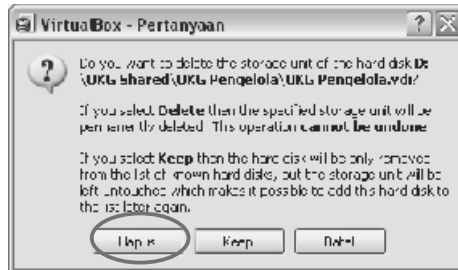 VirtualBox - Pertanyaan
Do you want to delete the storage unit of the hard disk D:
\UKG Shared\UKG Pengelola\UKG Pengelola.vdi?
If you select Delete then the specified storage unit will be
permanently deleted. This operation cannot be undone.
If you select Keep then the hard disk will be only removed
from the list of known hard disks, but the storage unit will be
left untouched which makes it possible to add this hard disk to
the list later again.
Hapus
Keep
Batal